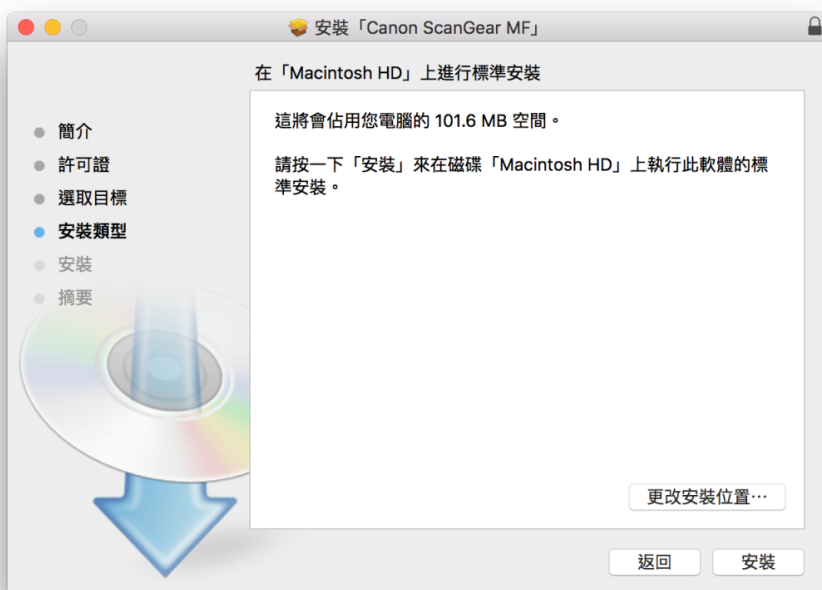 安裝「Canon ScanGear MF」
在「Macintosh HD」上進行標準安裝
簡介
許可證
選取目標
安裝類型
安裝
摘要
這將會佔用您電腦的 101.6 MB 空間。
請按一下「安裝」來在磁碟「Macintosh HD」上執行此軟體的標
準安裝。
更改安裝位置⋯
返回
安裝